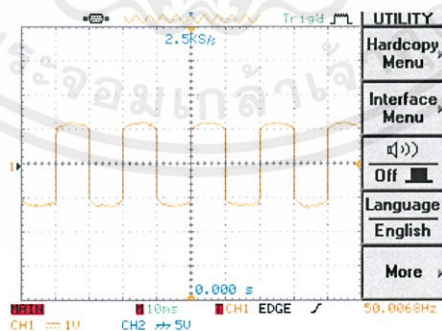 Trig'd
UTILITY
2.5KS/s
Hardcopy
Menu
Interface
Menu
Off
Language
English
More
1
0.000 s
MAIN
M 10ms
CH1 EDGE
50.0068Hz
CH1 1V
CH2 5V